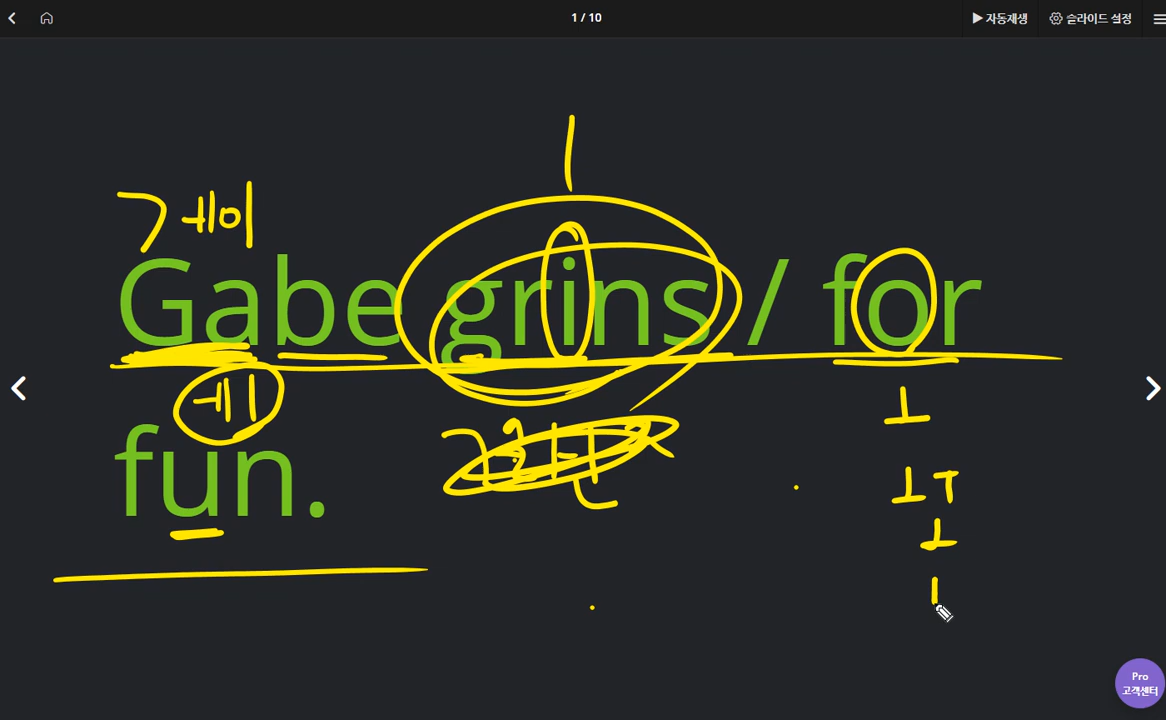 1 / 10
▶ 자동재생
슬라이드 설정
게이
Gabe grins / for
ㅔㅣ
fun.
ㅗ
ㅗㅜ
ㅗ
ㅣ
Pro
고객센터